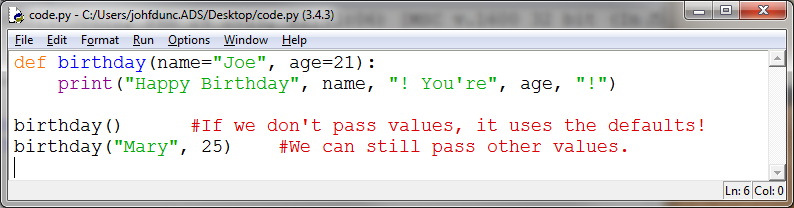 code.py - C:/Users/johfdunc.ADS/Desktop/code.py (3.4.3)
File Edit Format Run Options Window Help
def birthday(name="Joe", age=21):
    print("Happy Birthday", name, "! You're", age, "!")
birthday()      #If we don't pass values, it uses the defaults!
birthday("Mary", 25)    #We can still pass other values.
Ln: 6 Col: 0